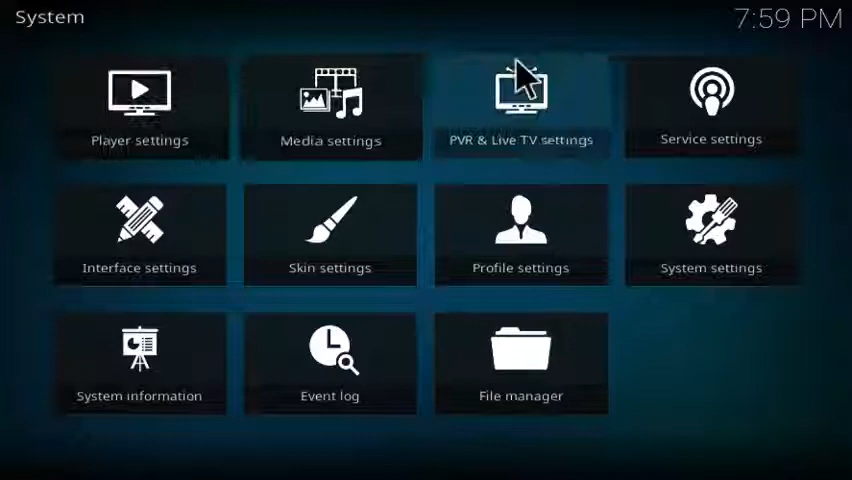 System
7:59 PM
Player settings
Media settings
PVR & Live TV settings
Service settings
Interface settings
Skin settings
Profile settings
System settings
System information
Event log
File manager